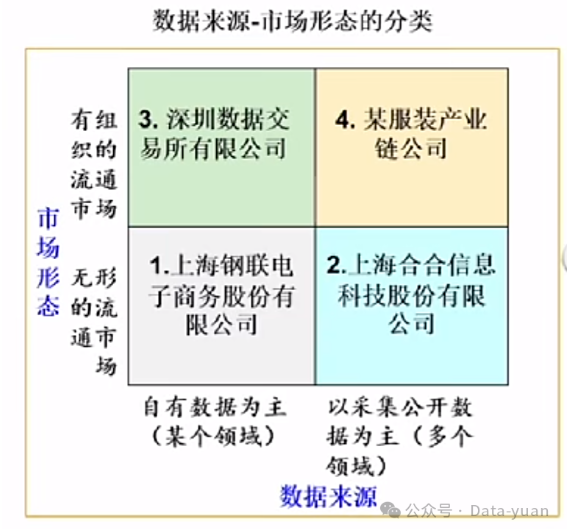 数据来源-市场形态的分类
有组
织的
流通
市场
3. 深圳数据交
易所有限公司
4. 某服装产业
链公司
市场形态
无形
的流
通市
场
1.上海钢联电
子商务股份有
限公司
2.上海合合信息
科技股份有限
公司
自有数据为主
（某个领域）
以采集公开数
据为主（多个
领域）
数据来源
公众号 · Data-yuan